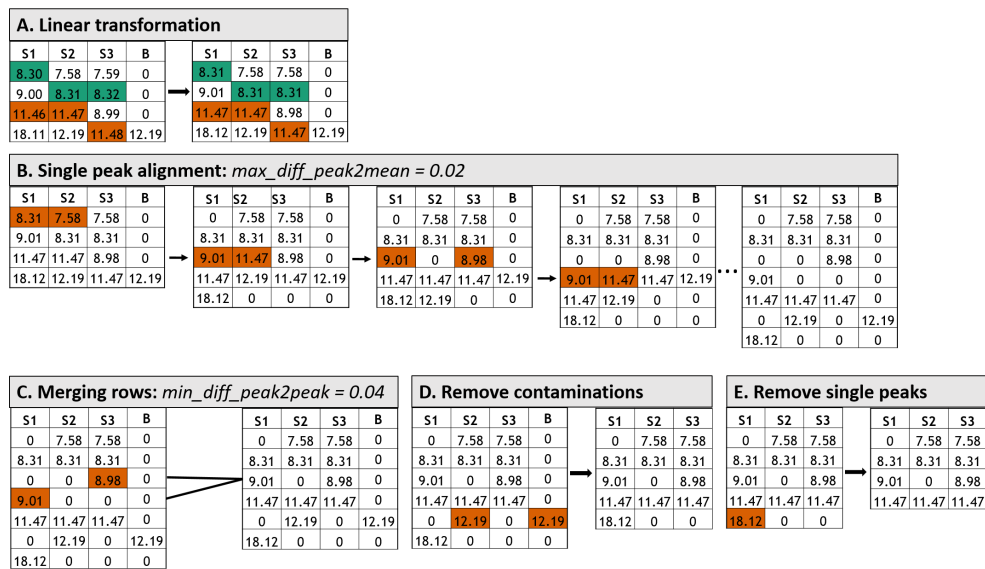 A. Linear transformation
S1 S2 S3 B
8.30 7.58 7.59 0
9.00 8.31 8.32 0
11.46 11.47 8.99 0
18.11 12.19 11.48 12.19
S1 S2 S3 B
8.31 7.58 7.58 0
9.01 8.31 8.31 0
11.47 11.47 8.98 0
18.12 12.19 11.47 12.19
B. Single peak alignment: max_diff_peak2mean = 0.02
S1 S2 S3 B
8.31 7.58 7.58 0
9.01 8.31 8.31 0
11.47 11.47 8.98 0
18.12 12.19 11.47 12.19
S1 S2 S3 B
0 7.58 7.58 0
8.31 8.31 8.31 0
9.01 11.47 8.98 0
11.47 12.19 11.47 12.19
18.12 0 0 0
S1 S2 S3 B
0 7.58 7.58 0
8.31 8.31 8.31 0
9.01 0 8.98 0
11.47 11.47 11.47 12.19
18.12 12.19 0 0
S1 S2 S3 B
0 7.58 7.58 0
8.31 8.31 8.31 0
0 0 8.98 0
9.01 11.47 11.47 12.19
11.47 12.19 0 0
18.12 0 0 0
...
S1 S2 S3 B
0 7.58 7.58 0
8.31 8.31 8.31 0
0 0 8.98 0
9.01 0 0 0
11.47 11.47 11.47 0
0 12.19 0 12.19
18.12 0 0 0
C. Merging rows: min_diff_peak2peak = 0.04
S1 S2 S3 B
0 7.58 7.58 0
8.31 8.31 8.31 0
0 0 8.98 0
9.01 0 0 0
11.47 11.47 11.47 0
0 12.19 0 12.19
18.12 0 0 0
S1 S2 S3 B
0 7.58 7.58 0
8.31 8.31 8.31 0
9.01 0 8.98 0
11.47 11.47 11.47 0
0 12.19 0 12.19
18.12 0 0 0
D. Remove contaminations
S1 S2 S3 B
0 7.58 7.58 0
8.31 8.31 8.31 0
9.01 0 8.98 0
11.47 11.47 11.47 0
0 12.19 0 12.19
18.12 0 0 0
S1 S2 S3
0 7.58 7.58
8.31 8.31 8.31
9.01 0 8.98
11.47 11.47 11.47
18.12 0 0
E. Remove single peaks
S1 S2 S3
0 7.58 7.58
8.31 8.31 8.31
9.01 0 8.98
11.47 11.47 11.47
18.12 0 0
S1 S2 S3
0 7.58 7.58
8.31 8.31 8.31
9.01 0 8.98
11.47 11.47 11.47